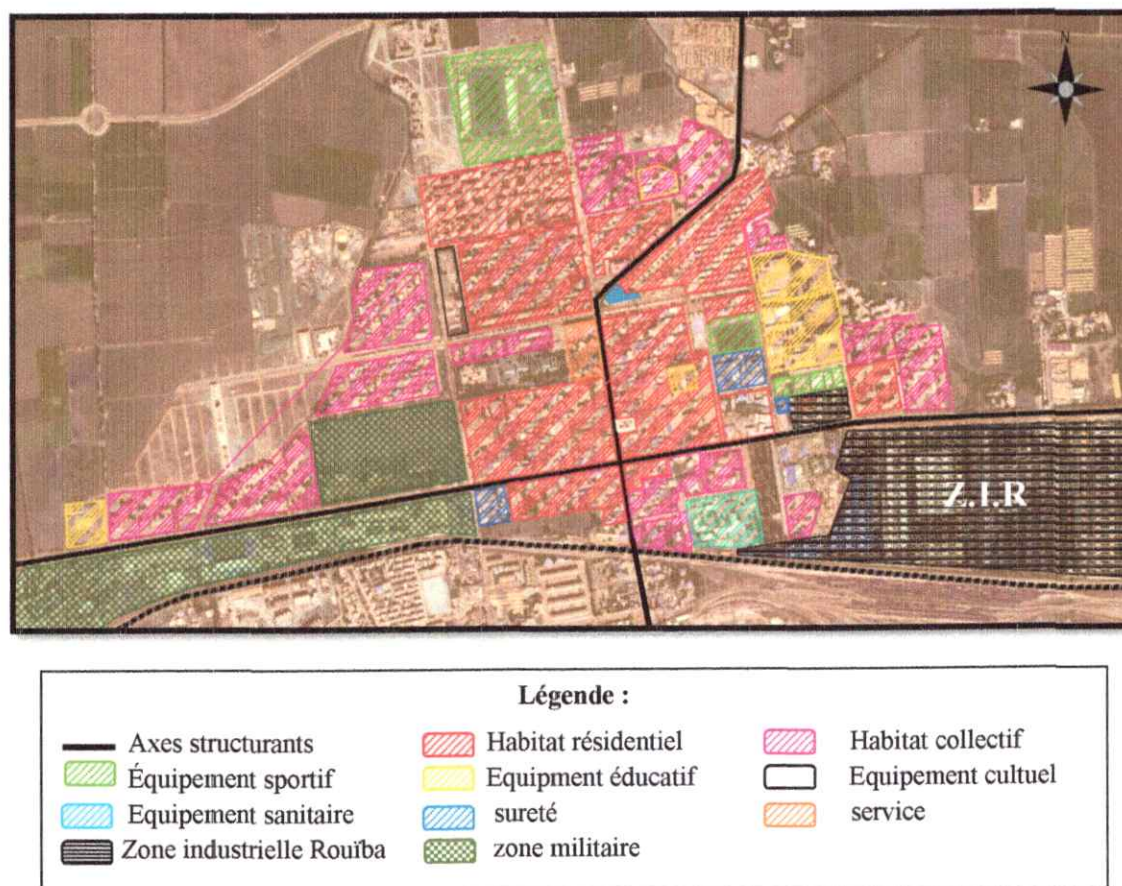 N
Z.I.R
Légende :
Axes structurants
Habitat résidentiel
Habitat collectif
Équipement sportif
Equipment éducatif
Equipement cultuel
Equipement sanitaire
sureté
service
Zone industrielle Rouïba
zone militaire